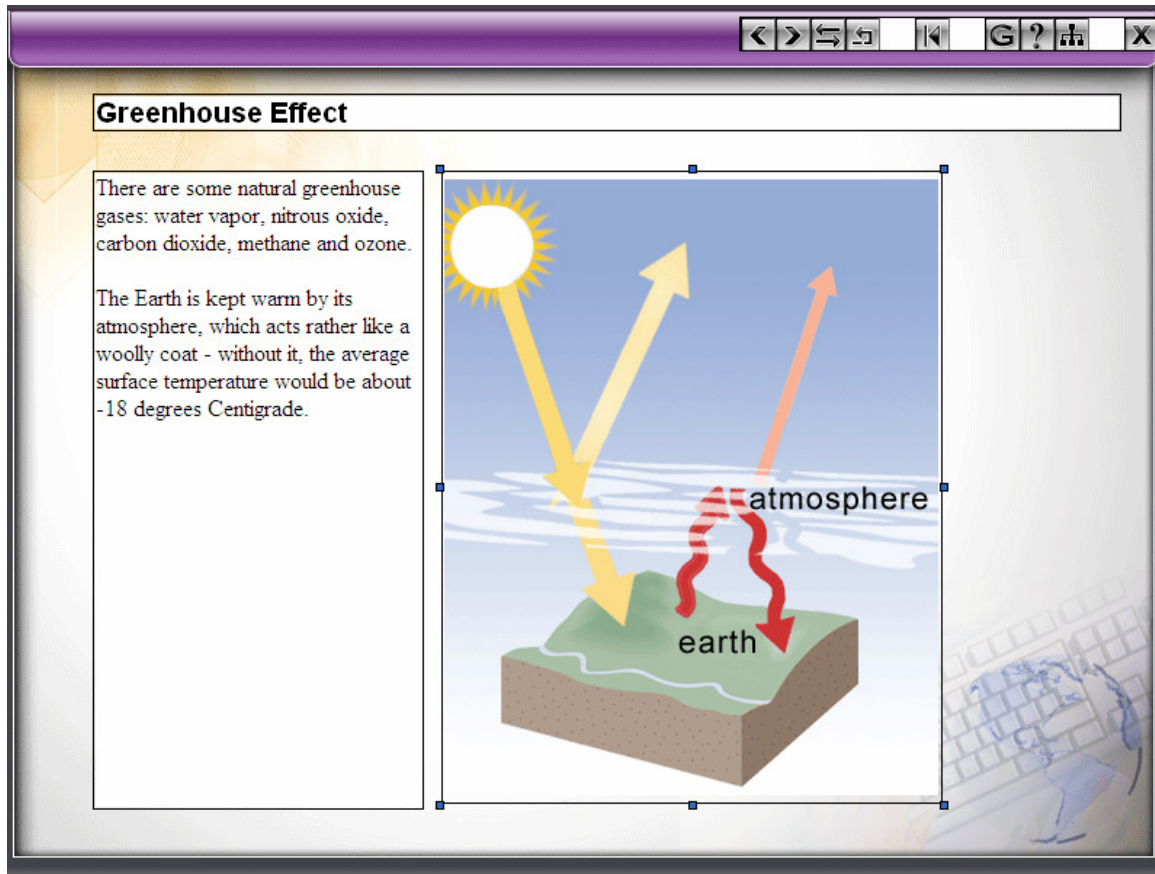 G ? X
Greenhouse Effect
There are some natural greenhouse
gases: water vapor, nitrous oxide,
carbon dioxide, methane and ozone.
The Earth is kept warm by its
atmosphere, which acts rather like a
woolly coat - without it, the average
surface temperature would be about
-18 degrees Centigrade.
atmosphere
earth